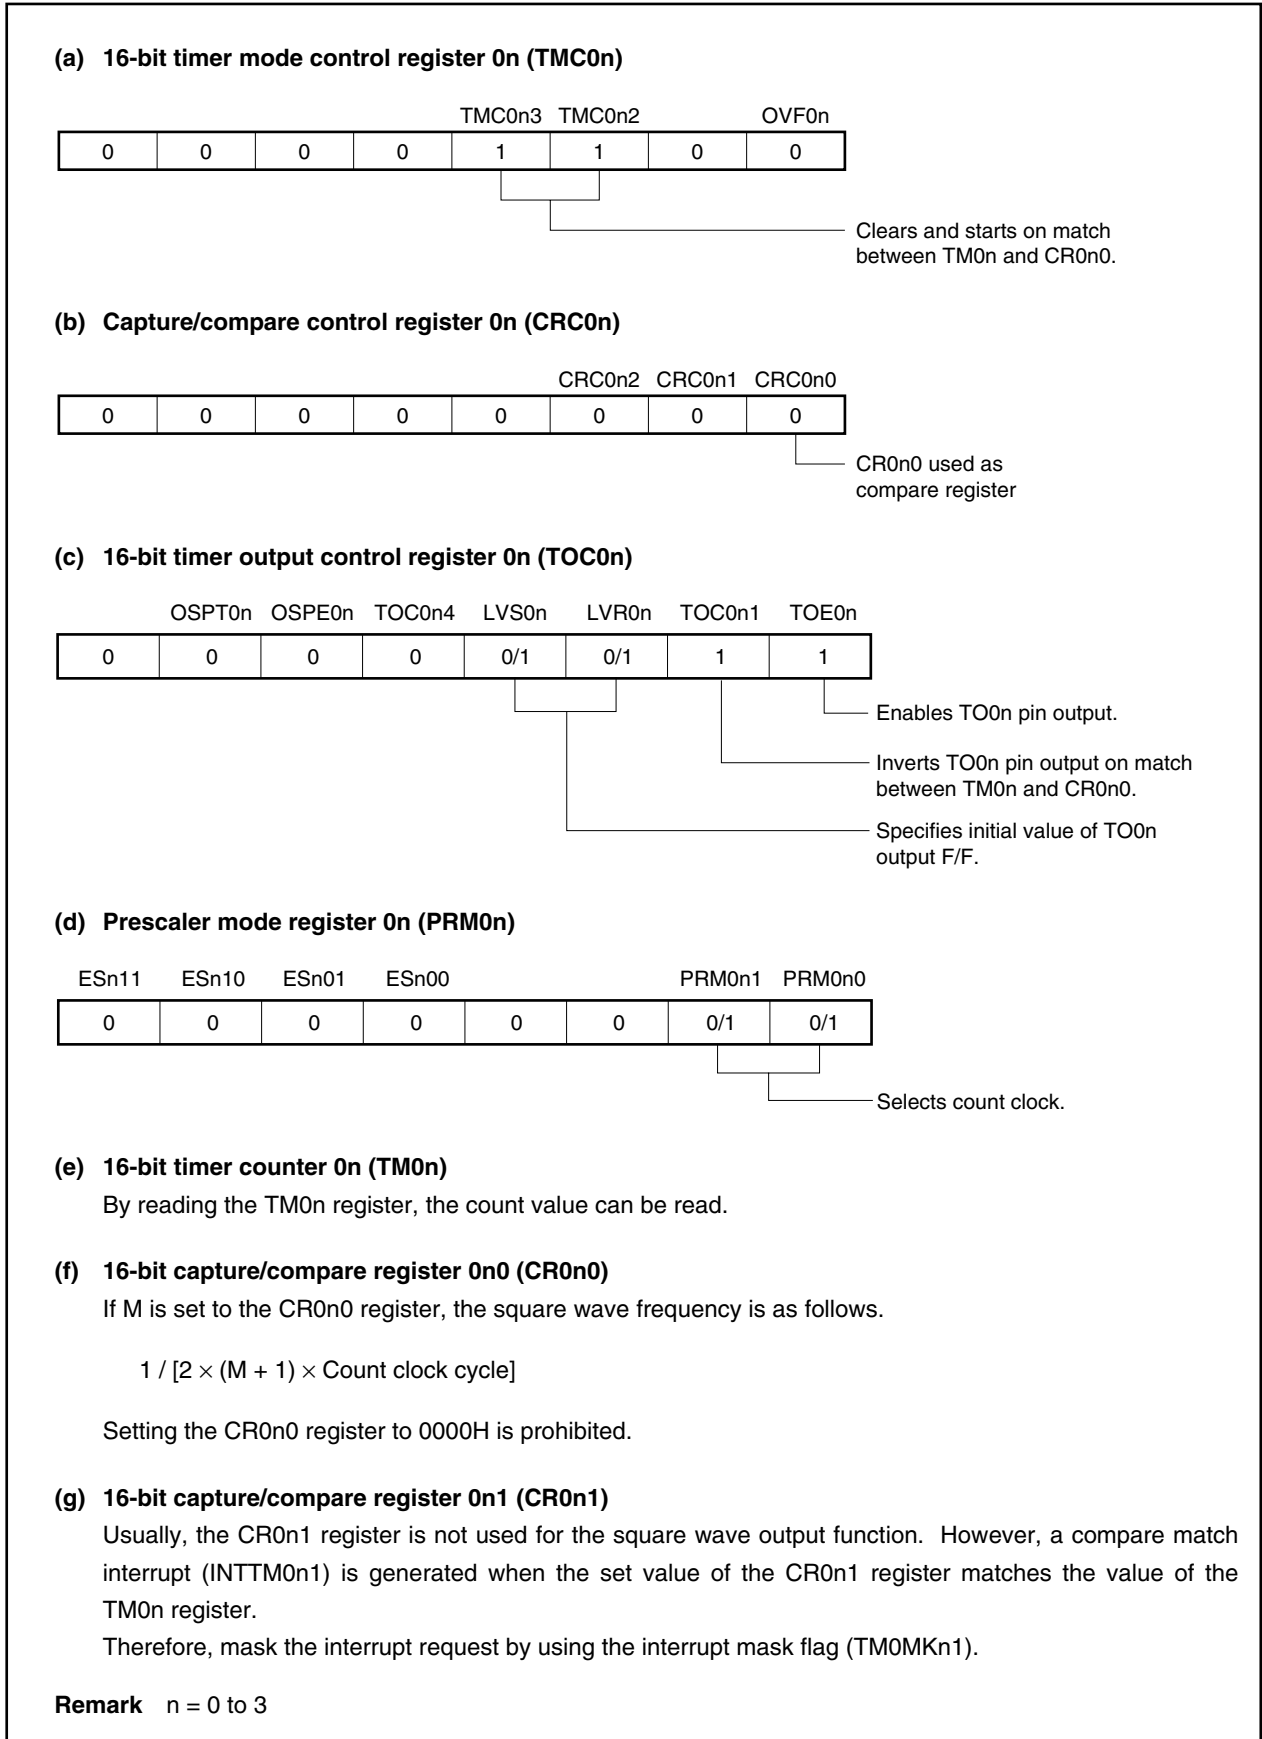 (a) 16-bit timer mode control register 0n (TMC0n)
TMC0n3 TMC0n2 OVF0n
0 0 0 0 1 1 0 0
Clears and starts on match
between TM0n and CR0n0.
(b) Capture/compare control register 0n (CRC0n)
CRC0n2 CRC0n1 CRC0n0
0 0 0 0 0 0 0 0
CR0n0 used as
compare register
(c) 16-bit timer output control register 0n (TOC0n)
OSPT0n OSPE0n TOC0n4 LVS0n LVR0n TOC0n1 TOE0n
0 0 0 0 0/1 0/1 1 1
Enables TO0n pin output.
Inverts TO0n pin output on match
between TM0n and CR0n0.
Specifies initial value of TO0n
output F/F.
(d) Prescaler mode register 0n (PRM0n)
ESn11 ESn10 ESn01 ESn00 PRM0n1 PRM0n0
0 0 0 0 0 0 0/1 0/1
Selects count clock.
(e) 16-bit timer counter 0n (TM0n)
By reading the TM0n register, the count value can be read.
(f) 16-bit capture/compare register 0n0 (CR0n0)
If M is set to the CR0n0 register, the square wave frequency is as follows.
1 / [2 × (M + 1) × Count clock cycle]
Setting the CR0n0 register to 0000H is prohibited.
(g) 16-bit capture/compare register 0n1 (CR0n1)
Usually, the CR0n1 register is not used for the square wave output function. However, a compare match
interrupt (INTTM0n1) is generated when the set value of the CR0n1 register matches the value of the
TM0n register.
Therefore, mask the interrupt request by using the interrupt mask flag (TM0MKn1).
Remark n = 0 to 3